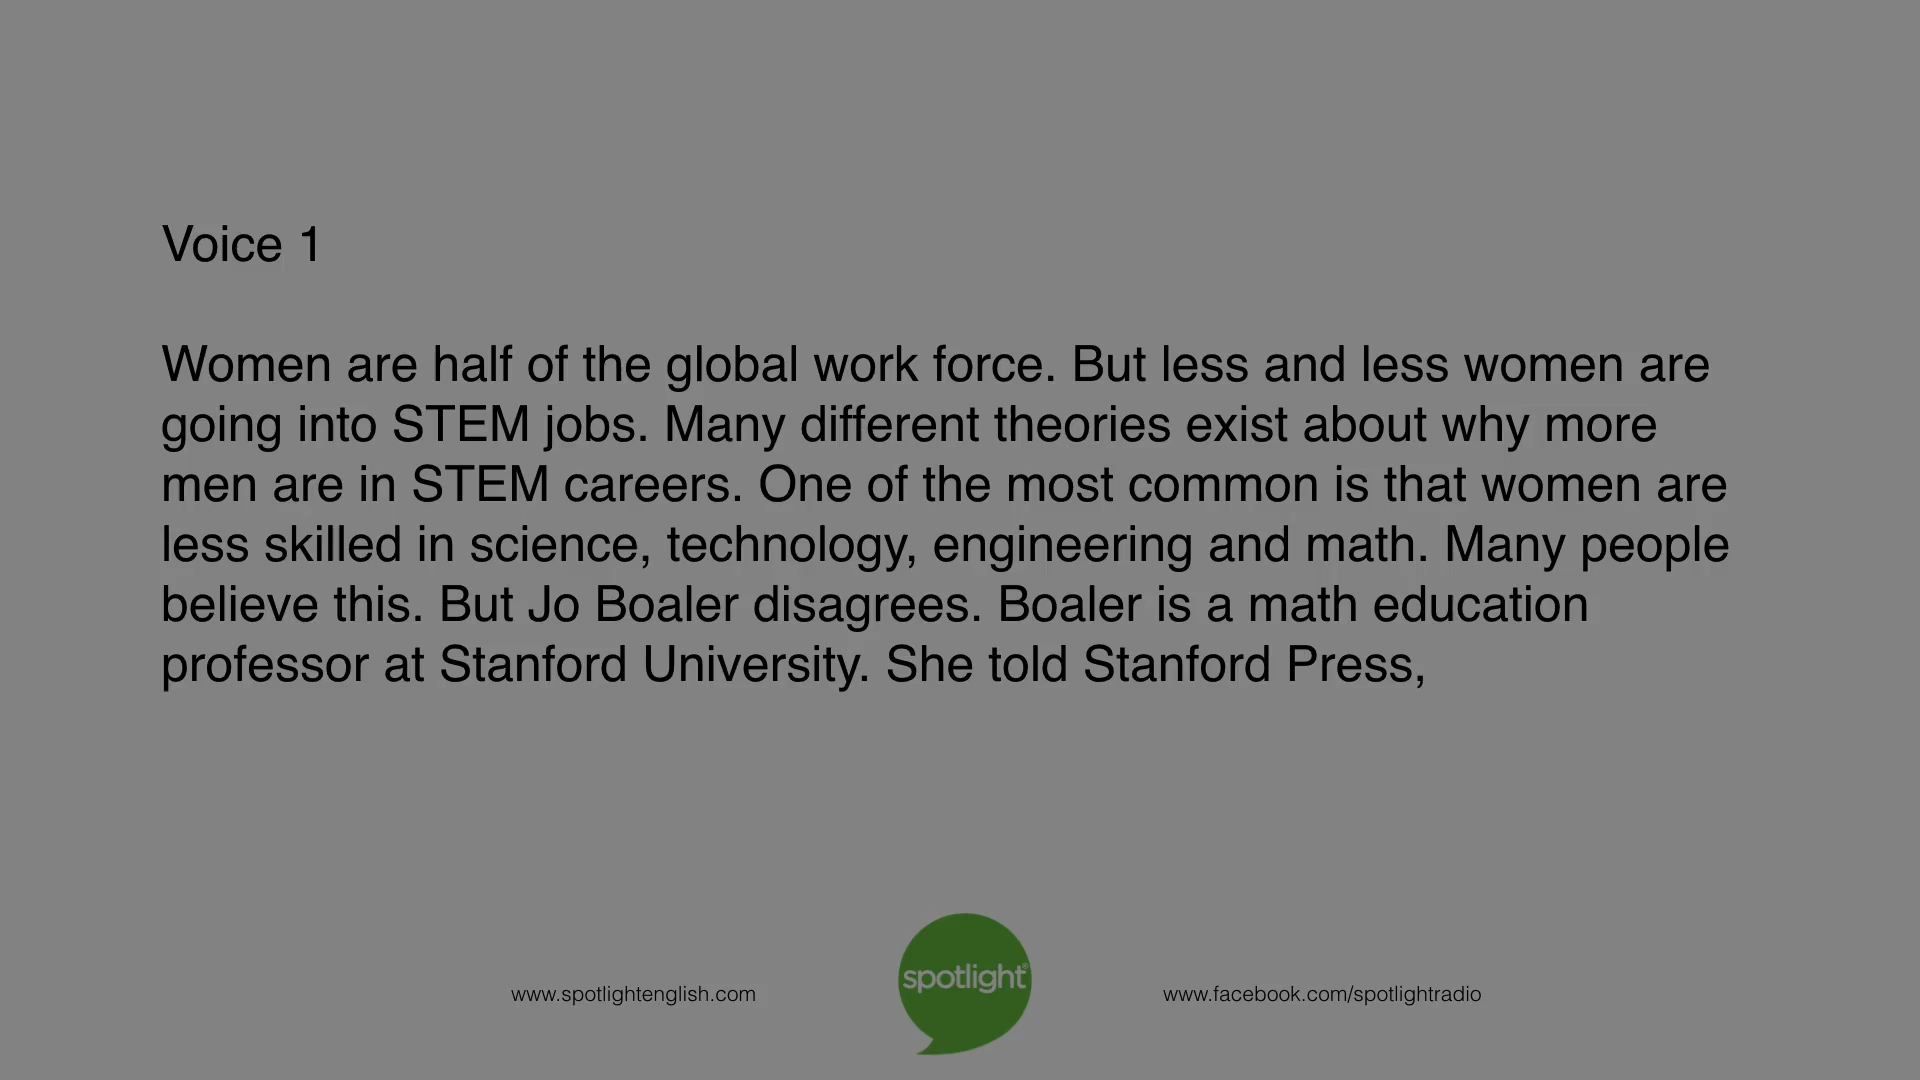 Voice 1
Women are half of the global work force. But less and less women are
going into STEM jobs. Many different theories exist about why more
men are in STEM careers. One of the most common is that women are
less skilled in science, technology, engineering and math. Many people
believe this. But Jo Boaler disagrees. Boaler is a math education
professor at Stanford University. She told Stanford Press,
www.spotlightenglish.com
spotlight®
www.facebook.com/spotlightradio